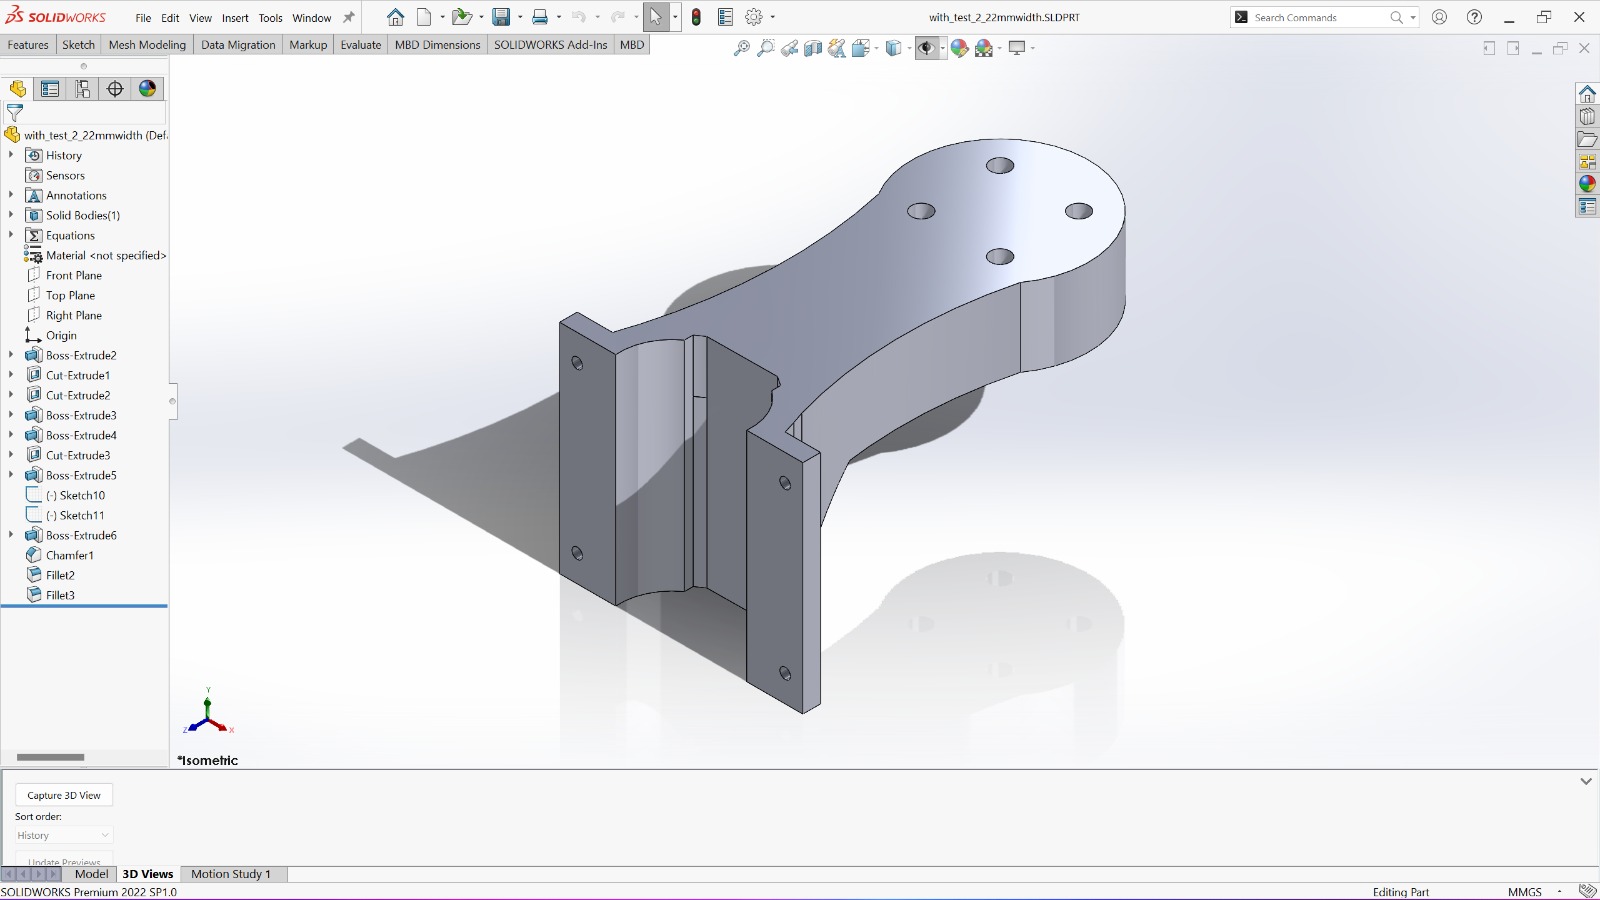 SOLIDWORKS File Edit View Insert Tools Window with_test_2_22mmwidth.SLDPRT Search Commands
Features Sketch Mesh Modeling Data Migration Markup Evaluate MBD Dimensions SOLIDWORKS Add-Ins MBD
with_test_2_22mmwidth (Def
History
Sensors
Annotations
Solid Bodies(1)
Equations
Material <not specified>
Front Plane
Top Plane
Right Plane
Origin
Boss-Extrude2
Cut-Extrude1
Cut-Extrude2
Boss-Extrude3
Boss-Extrude4
Cut-Extrude3
Boss-Extrude5
(-) Sketch10
(-) Sketch11
Boss-Extrude6
Chamfer1
Fillet2
Fillet3
Y
Z
X
*Isometric
Capture 3D View
Sort order:
History
Update Previews
Model 3D Views Motion Study 1
SOLIDWORKS Premium 2022 SP1.0 Editing Part MMGS -